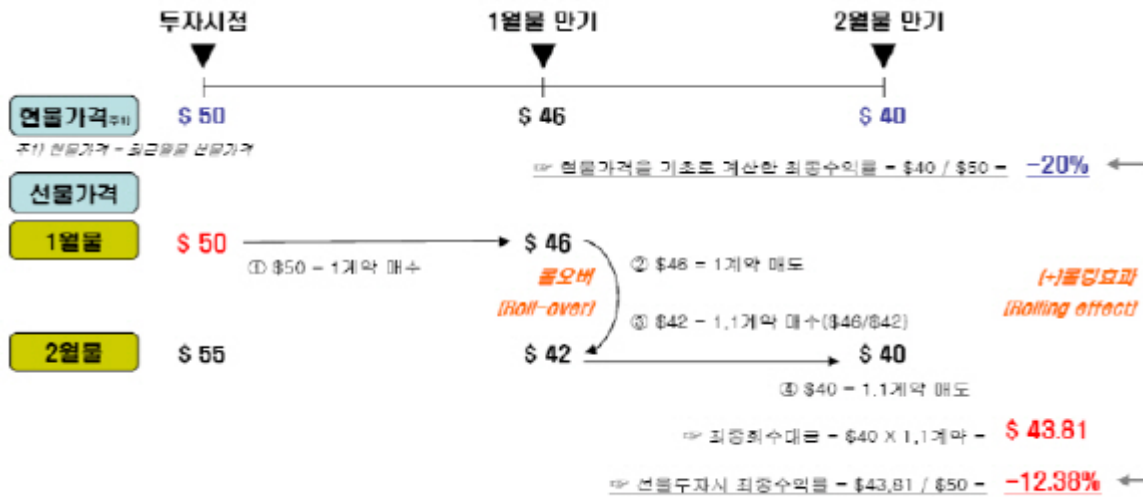 투자시점 1월물 만기 2월물 만기
현물가격주1) $ 50 $ 46 $ 40
주1) 현물가격 = 최근월물 선물가격
☞ 현물가격을 기초로 계산한 최종수익률 = $40 / $50 = -20%
선물가격
1월물 $ 50 $ 46
① $50 = 1계약 매수
② $46 = 1계약 매도
롤오버
(Roll-over)
(+)롤링효과
(Rolling effect)
③ $42 = 1.1계약 매수($46/$42)
2월물 $ 55 $ 42 $ 40
④ $40 = 1.1계약 매도
☞ 최종회수대금 = $40 X 1.1계약 = $ 43.81
☞ 선물투자시 최종수익률 = $43.81 / $50 = -12.38%